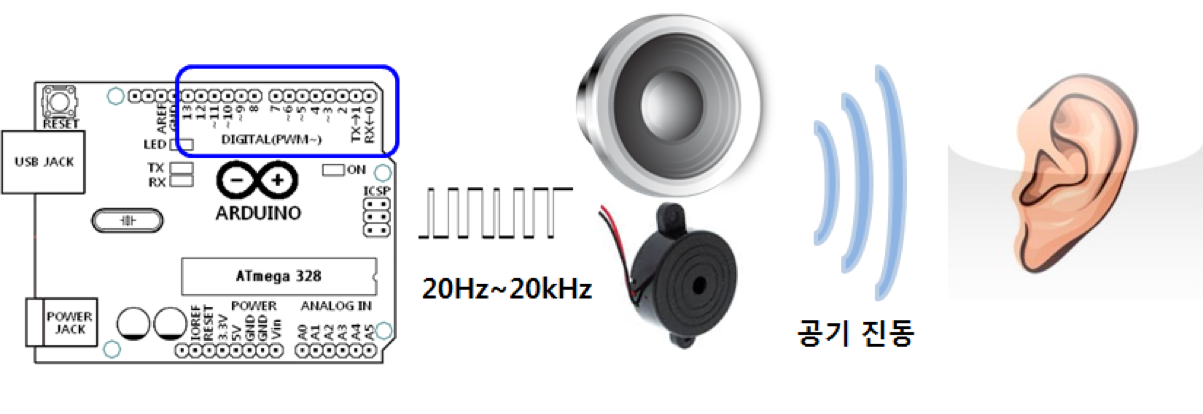 RESET
USB JACK
AREF
GND
13
12
~11
~10
~9
8
7
~6
~5
4
~3
2
TX→1
RX←0
DIGITAL(PWM~)
LED
TX
RX
ON
ICSP
ARDUINO
ATmega 328
POWER
JACK
POWER
ANALOG IN
IOREF
RESET
3.3V
5V
GND
GND
Vin
A0
A1
A2
A3
A4
A5
20Hz~20kHz
공기 진동